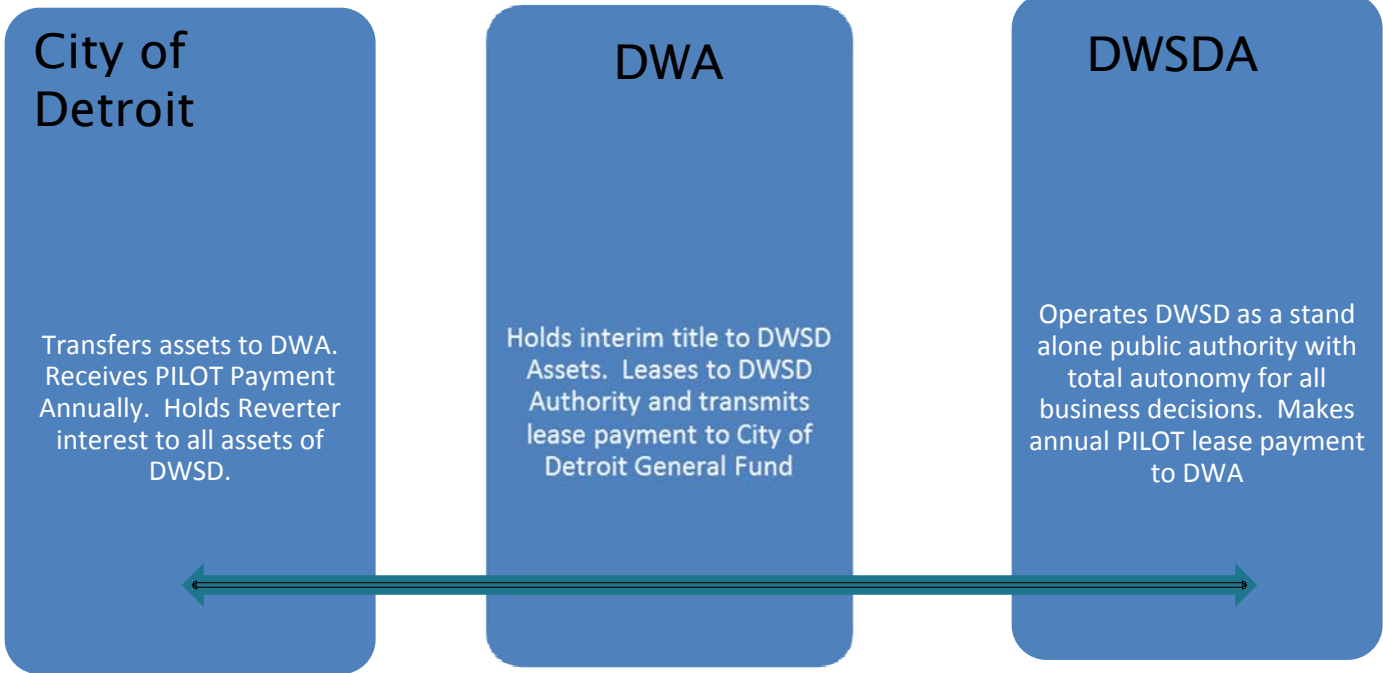 City of
Detroit
Transfers assets to DWA.
Receives PILOT Payment
Annually.  Holds Reverter
interest to all assets of
DWSD.
DWA
Holds interim title to DWSD
Assets.  Leases to DWSD
Authority and transmits
lease payment to City of
Detroit General Fund
DWSDA
Operates DWSD as a stand
alone public authority with
total autonomy for all
business decisions.  Makes
annual PILOT lease payment
to DWA